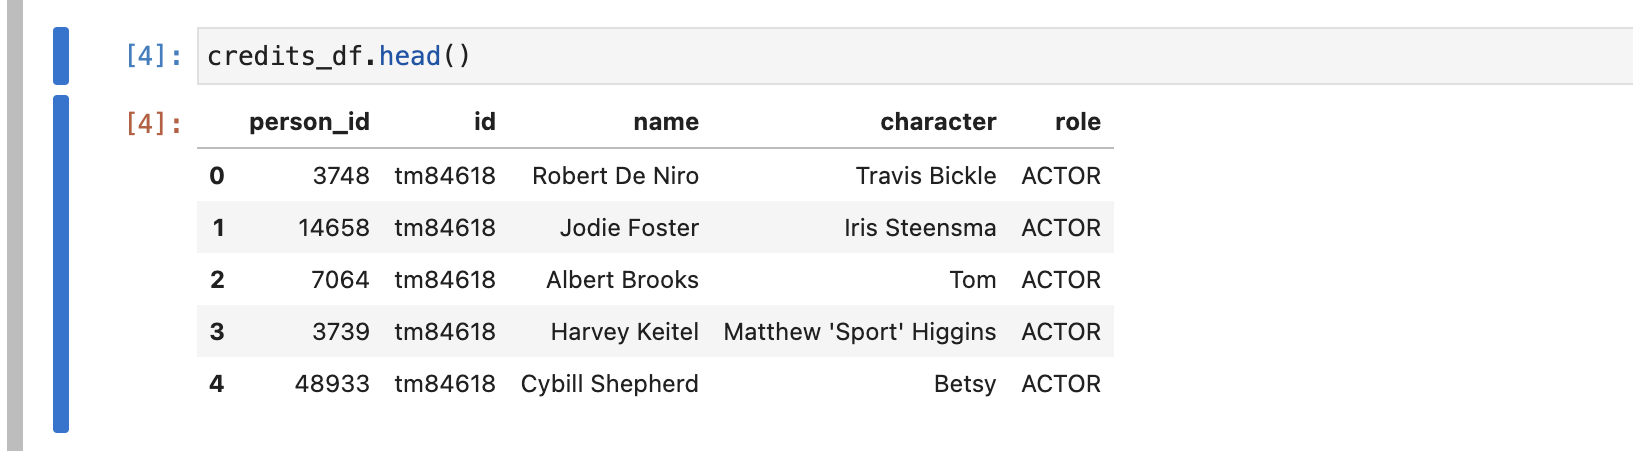 [4]: credits_df.head()
[4]: person_id id name character role
0 3748 tm84618 Robert De Niro Travis Bickle ACTOR
1 14658 tm84618 Jodie Foster Iris Steensma ACTOR
2 7064 tm84618 Albert Brooks Tom ACTOR
3 3739 tm84618 Harvey Keitel Matthew 'Sport' Higgins ACTOR
4 48933 tm84618 Cybill Shepherd Betsy ACTOR